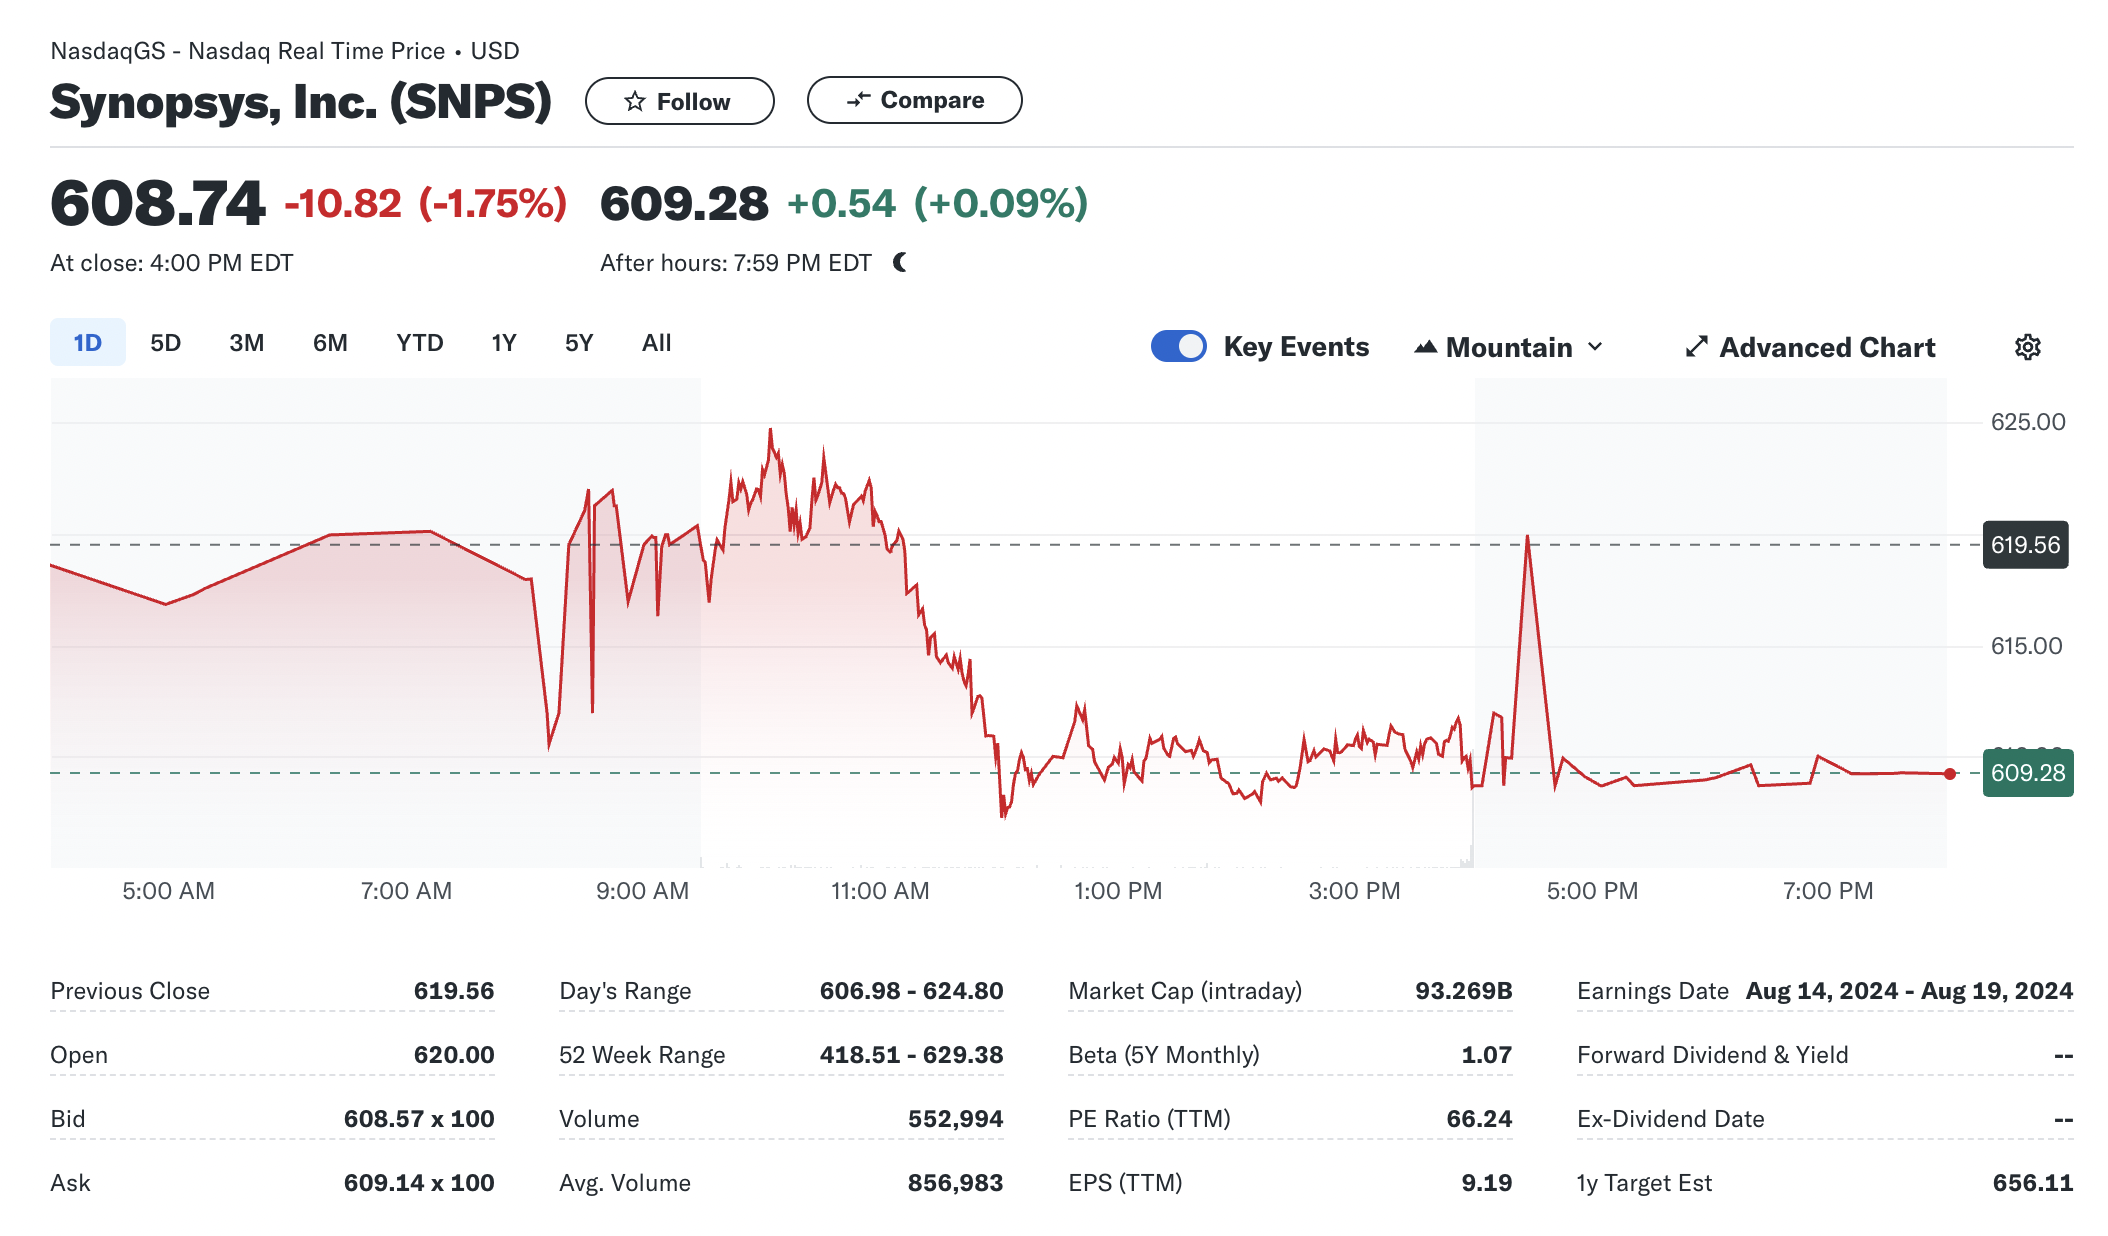 NasdaqGS - Nasdaq Real Time Price • USD
Synopsys, Inc. (SNPS)
Follow
Compare
608.74 -10.82 (-1.75%)
609.28 +0.54 (+0.09%)
At close: 4:00 PM EDT
After hours: 7:59 PM EDT
1D 5D 3M 6M YTD 1Y 5Y All
Key Events
Mountain
Advanced Chart
625.00
619.56
615.00
609.28
5:00 AM 7:00 AM 9:00 AM 11:00 AM 1:00 PM 3:00 PM 5:00 PM 7:00 PM
Previous Close 619.56
Day's Range 606.98 - 624.80
Market Cap (intraday) 93.269B
Earnings Date Aug 14, 2024 - Aug 19, 2024
Open 620.00
52 Week Range 418.51 - 629.38
Beta (5Y Monthly) 1.07
Forward Dividend & Yield --
Bid 608.57 x 100
Volume 552,994
PE Ratio (TTM) 66.24
Ex-Dividend Date --
Ask 609.14 x 100
Avg. Volume 856,983
EPS (TTM) 9.19
1y Target Est 656.11